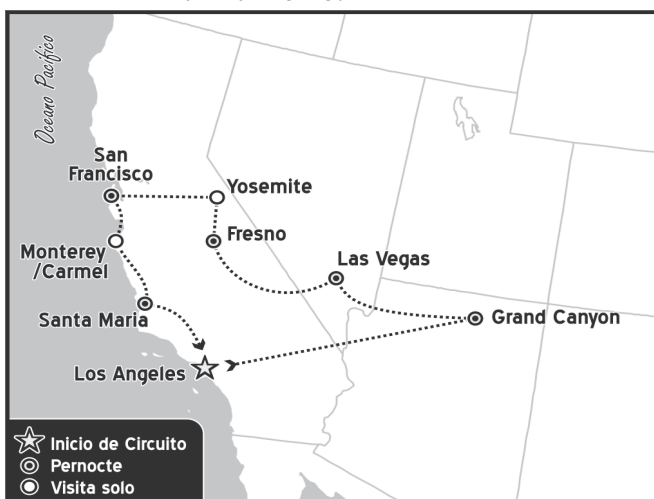 Oceano Pacifico
San
Francisco
Yosemite
Fresno
Monterey
/Carmel
Las Vegas
Santa Maria
Grand Canyon
Los Angeles
Inicio de Circuito
Pernocte
Visita solo